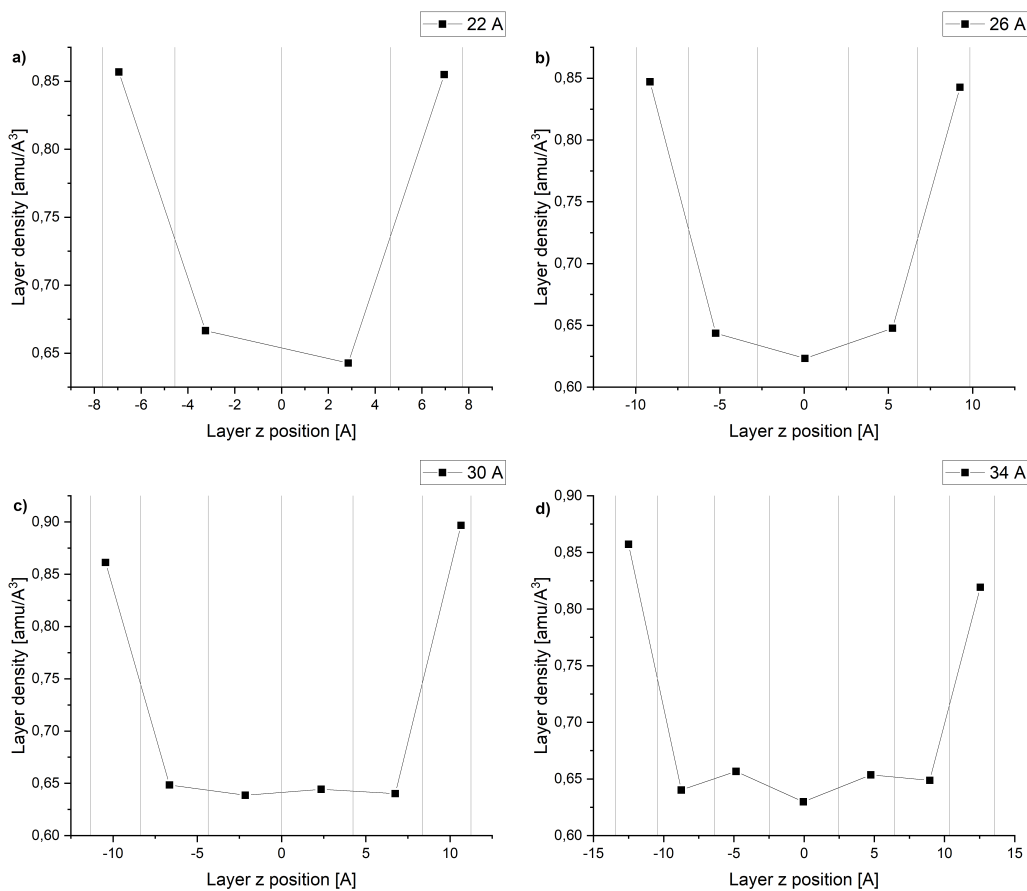 22 A
a)
0,85
0,80
0,75
0,70
0,65
Layer density [amu/A³]
-8 -6 -4 -2 0 2 4 6 8
Layer z position [A]
26 A
b)
0,85
0,80
0,75
0,70
0,65
0,60
Layer density [amu/A³]
-10 -5 0 5 10
Layer z position [A]
30 A
c)
0,90
0,85
0,80
0,75
0,70
0,65
0,60
Layer density [amu/A³]
-10 -5 0 5 10
Layer z position [A]
34 A
d)
0,90
0,85
0,80
0,75
0,70
0,65
0,60
Layer density [amu/A³]
-15 -10 -5 0 5 10 15
Layer z position [A]